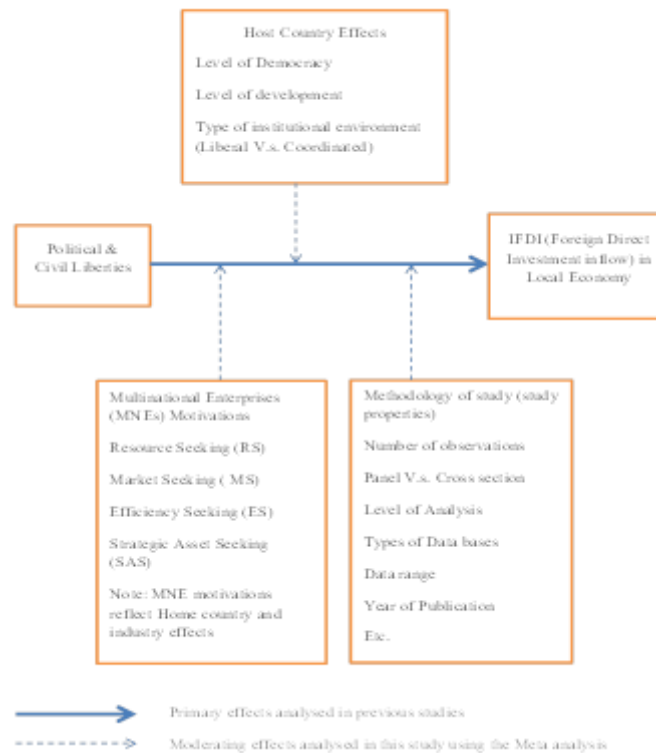 Host Country Effects
Level of Democracy
Level of development
Type of institutional environment
(Liberal V.s. Coordinated)
Political &
Civil Liberties
IFDI (Foreign Direct
Investment inflow) in
Local Economy
Multinational Enterprises
(MNEs) Motivations
Resource Seeking (RS)
Market Seeking ( MS)
Efficiency Seeking (ES)
Strategic Asset Seeking
(SAS)
Note: MNE motivations
reflect Home country and
industry effects
Methodology of study (study
properties)
Number of observations
Panel V.s. Cross section
Level of Analysis
Types of Data bases
Data range
Year of Publication
Etc.
Primary effects analysed in previous studies
Moderating effects analysed in this study using the Meta analysis